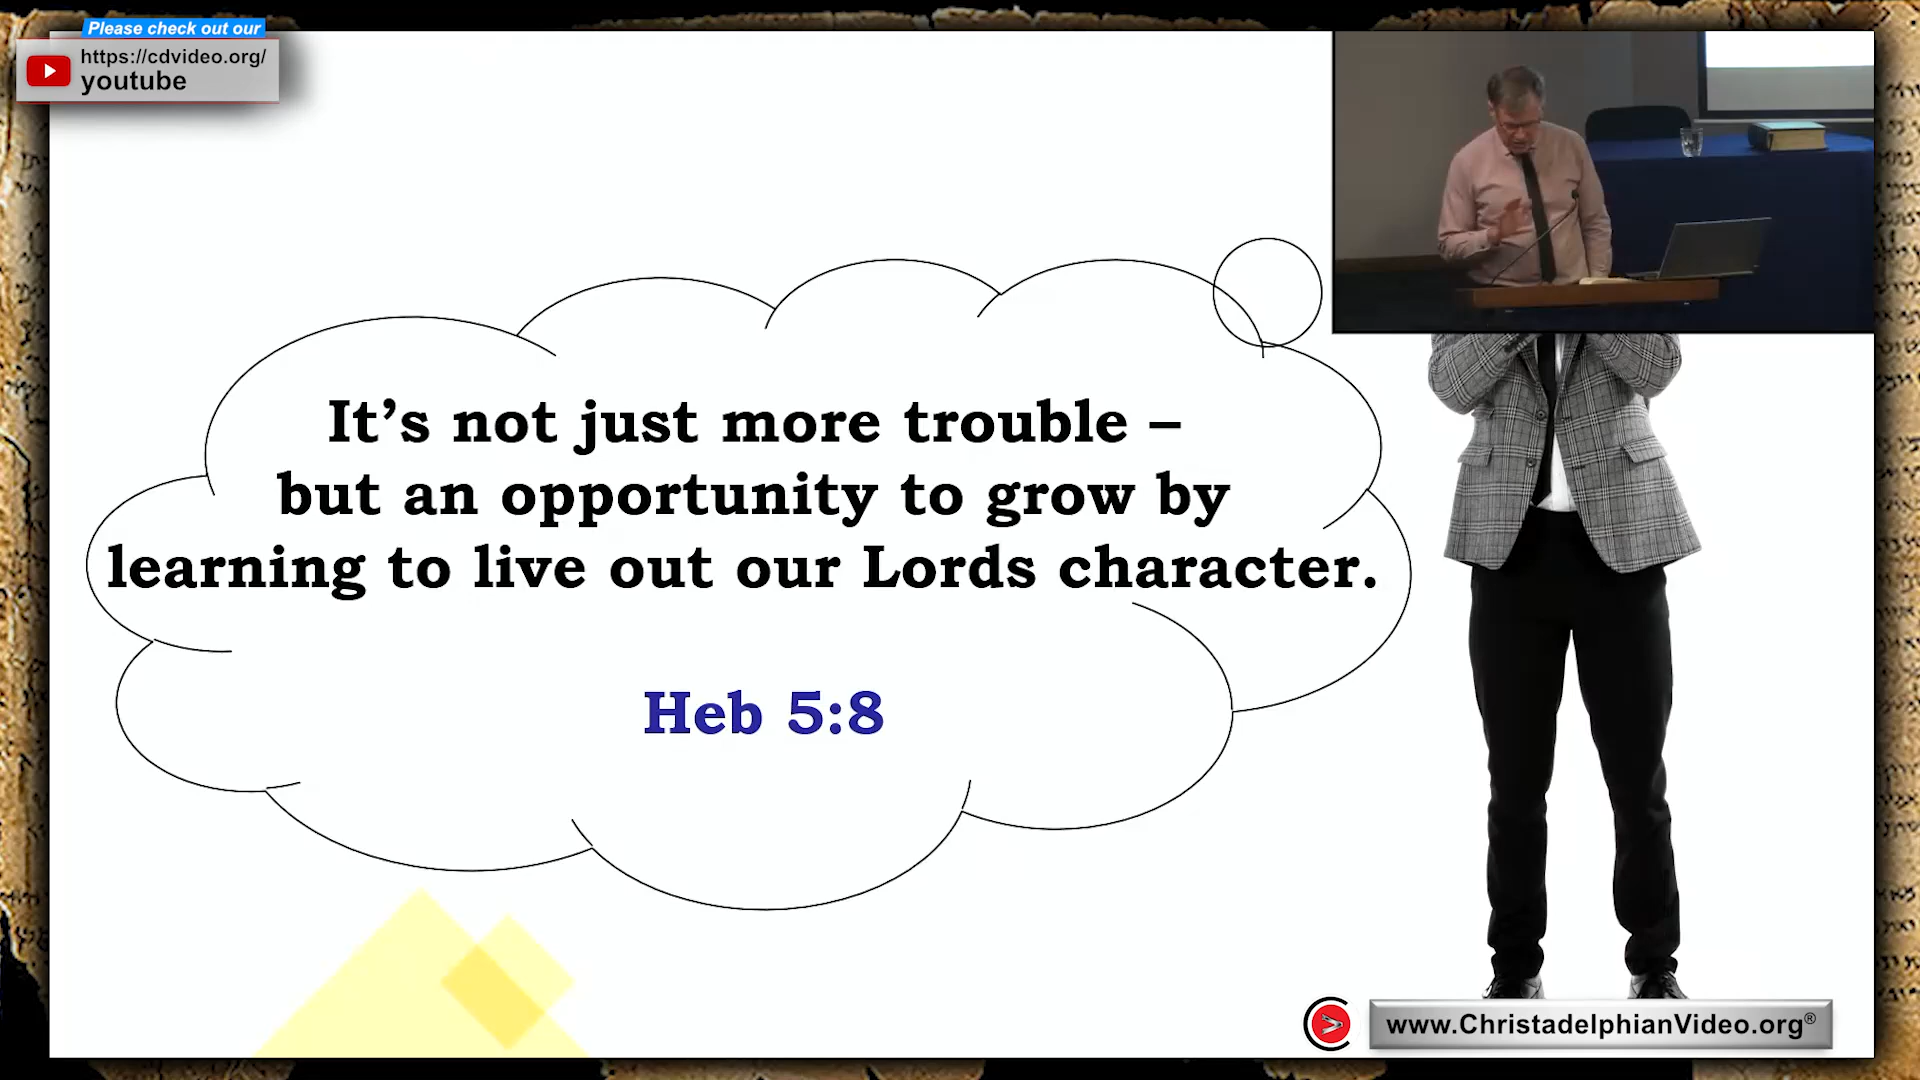 Please check out our
https://cdvideo.org/
youtube
It's not just more trouble –
but an opportunity to grow by
learning to live out our Lords character.
Heb 5:8
www.ChristadelphianVideo.org®